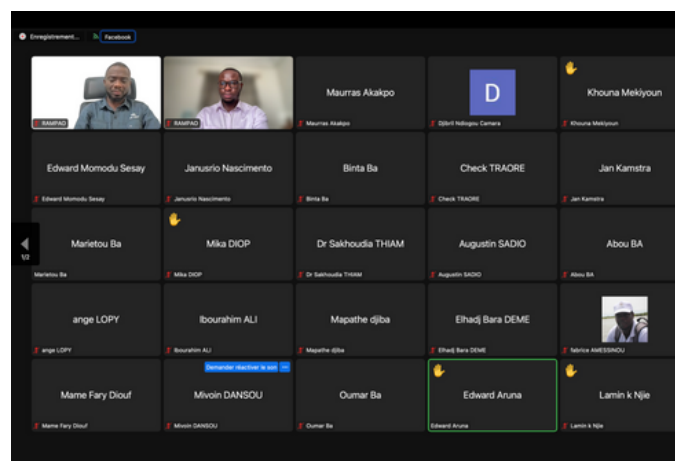 Enregistrement... Facebook
RAMPAO
RAMPAO
Maurras Akakpo
Maurras Akakpo
D
Djibril Ndiogou Camara
Khouna Mekiyoun
Khouna Mekiyoun
Edward Momodu Sesay
Edward Momodu Sesay
Janusrio Nascimento
Janusrio Nascimento
Binta Ba
Binta Ba
Check TRAORE
Check TRAORE
Jan Kamstra
Jan Kamstra
1/2
Marietou Ba
Marietou Ba
Mika DIOP
Mika DIOP
Dr Sakhoudia THIAM
Dr Sakhoudia THIAM
Augustin SADIO
Augustin SADIO
Abou BA
Abou BA
ange LOPY
ange LOPY
Ibourahim ALI
Ibourahim ALI
Mapathe djiba
Mapathe djiba
Elhadj Bara DEME
Elhadj Bara DEME
fabrice AMESSINOU
Mame Fary Diouf
Mame Fary Diouf
Demander réactiver le son ...
Mivoin DANSOU
Mivoin DANSOU
Oumar Ba
Oumar Ba
Edward Aruna
Edward Aruna
Lamin k Njie
Lamin k Njie